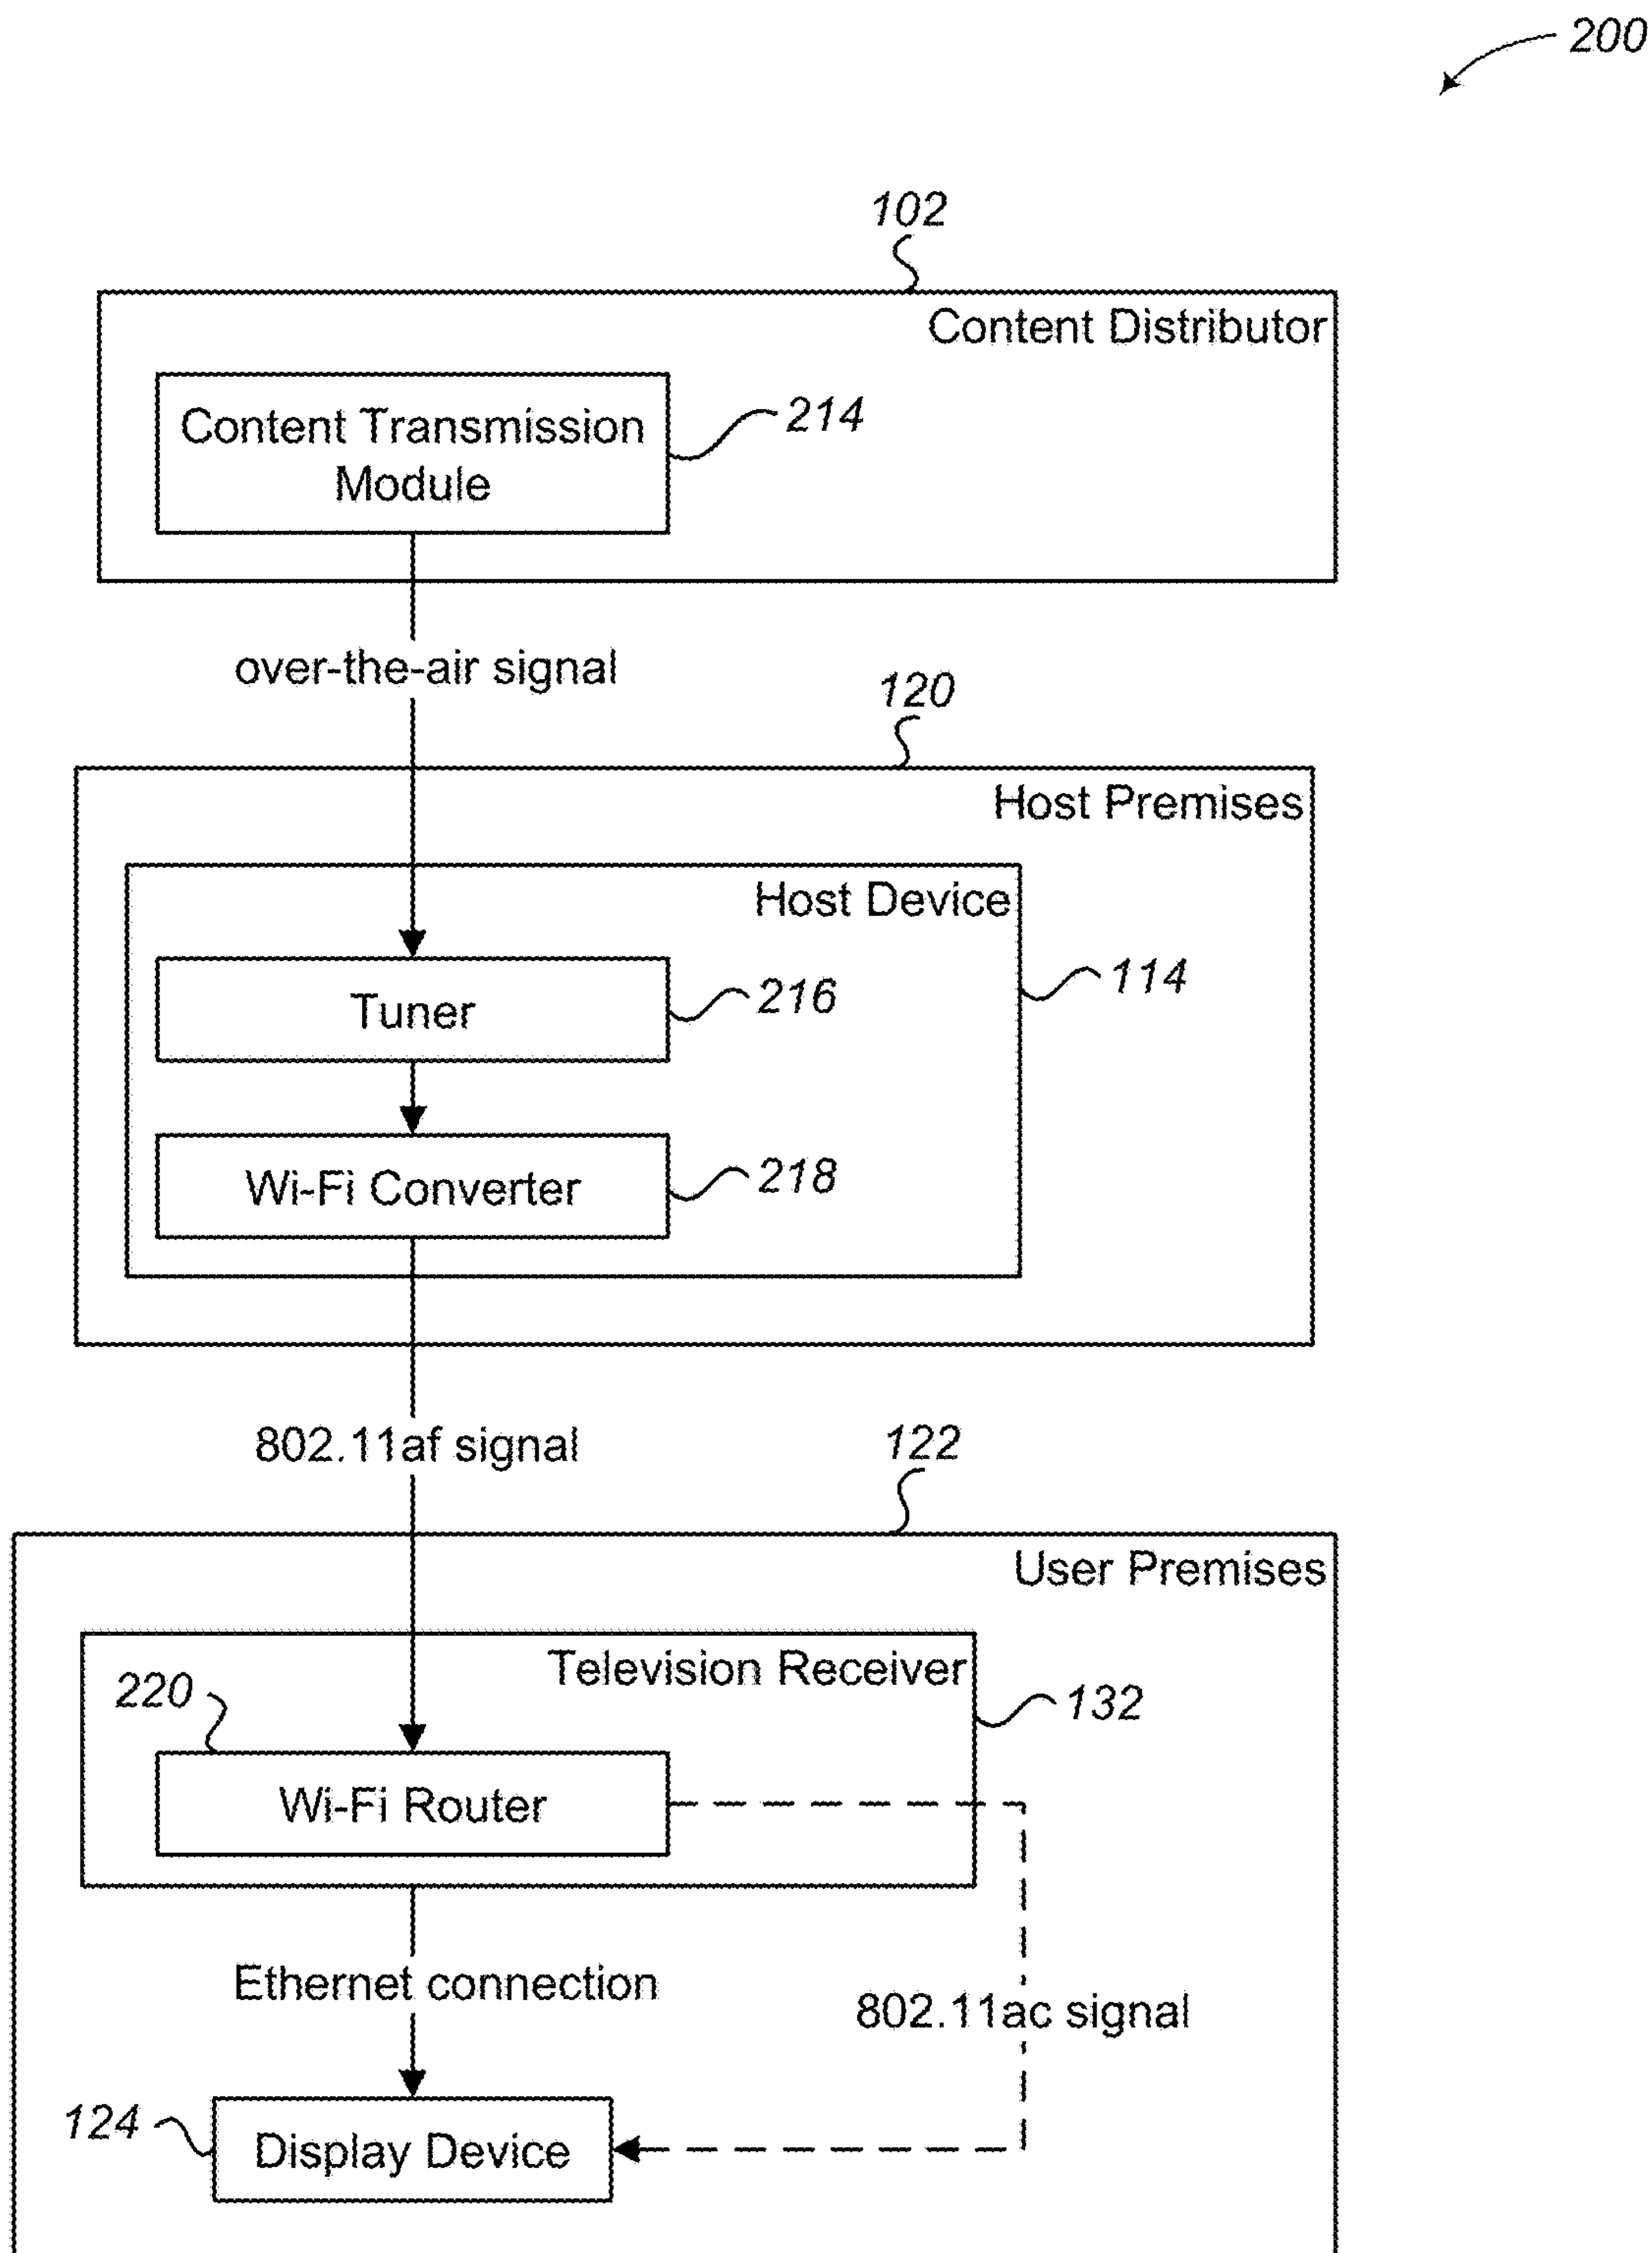 200
102
Content Distributor
Content Transmission
Module
214
over-the-air signal
120
Host Premises
Host Device
114
Tuner
216
Wi-Fi Converter
218
802.11af signal
122
User Premises
Television Receiver
220
132
Wi-Fi Router
Ethernet connection
802.11ac signal
124
Display Device